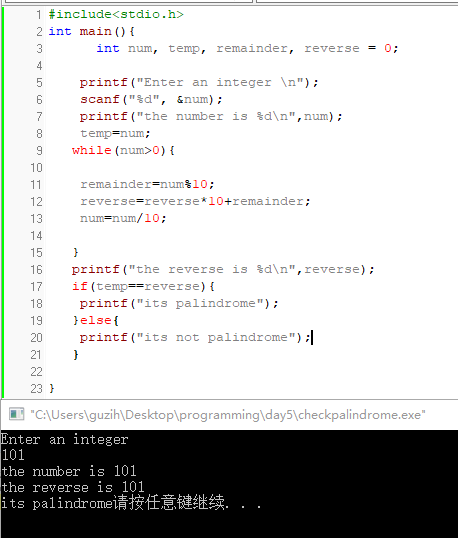 1 #include<stdio.h>
2 int main(){
3 int num, temp, remainder, reverse = 0;
4
5 printf("Enter an integer \n");
6 scanf("%d", &num);
7 printf("the number is %d\n",num);
8 temp=num;
9 while(num>0){
10
11 remainder=num%10;
12 reverse=reverse*10+remainder;
13 num=num/10;
14
15 }
16 printf("the reverse is %d\n",reverse);
17 if(temp==reverse){
18 printf("its palindrome");
19 }else{
20 printf("its not palindrome");
21 }
22
23 }
"C:\Users\guzih\Desktop\programming\day5\checkpalindrome.exe"
Enter an integer
101
the number is 101
the reverse is 101
its palindrome请按任意键继续. . .